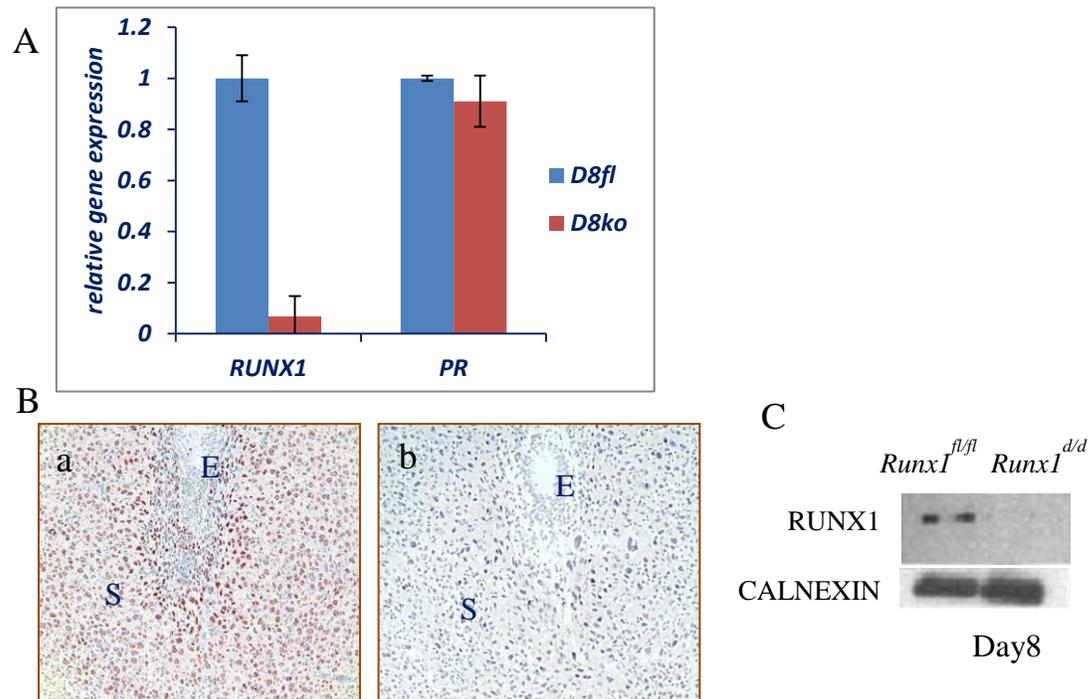 A
relative gene expression
1.2
1
0.8
0.6
0.4
0.2
0
RUNX1 PR
D8fl
D8ko
B
a
E
S
b
E
S
C
Runx1fl/fl Runx1d/d
RUNX1
CALNEXIN
Day8